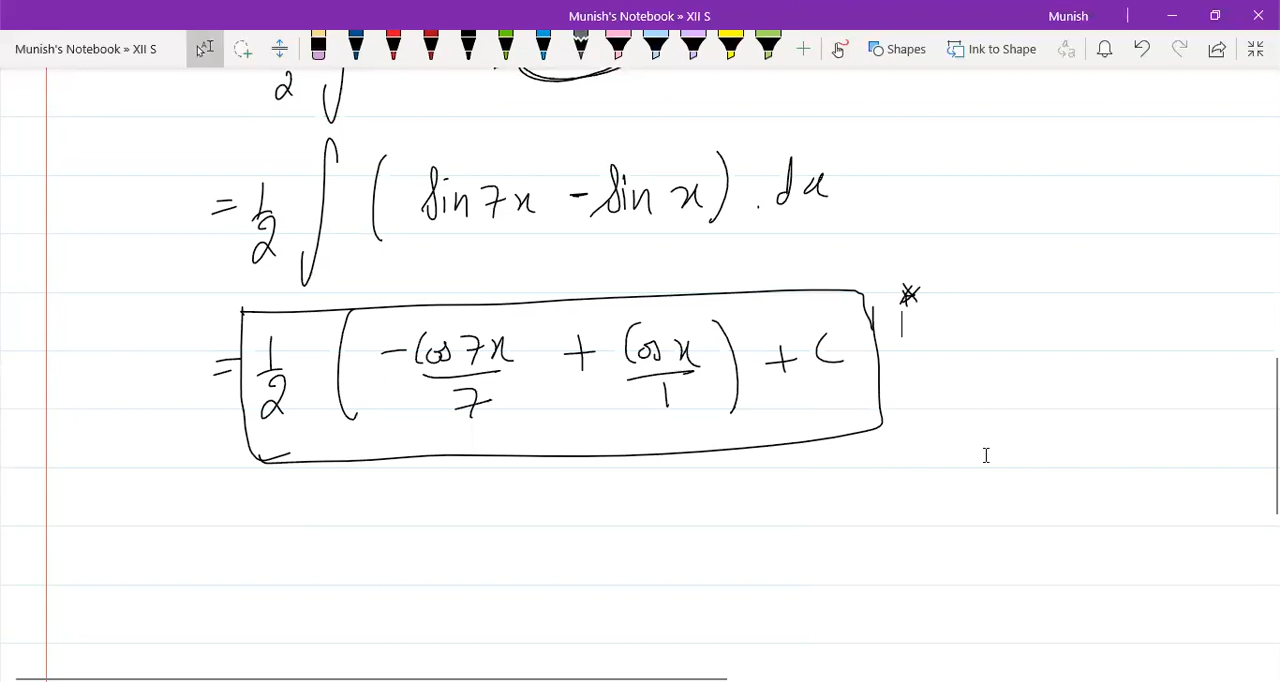 Munish's Notebook » XII S
Munish
Munish's Notebook » XII S
Shapes
Ink to Shape
2 ∫
= 1/2 ∫ ( sin 7x - sin x ) . dx
= 1/2 ( -cos 7x / 7 + cos x / 1 ) + C